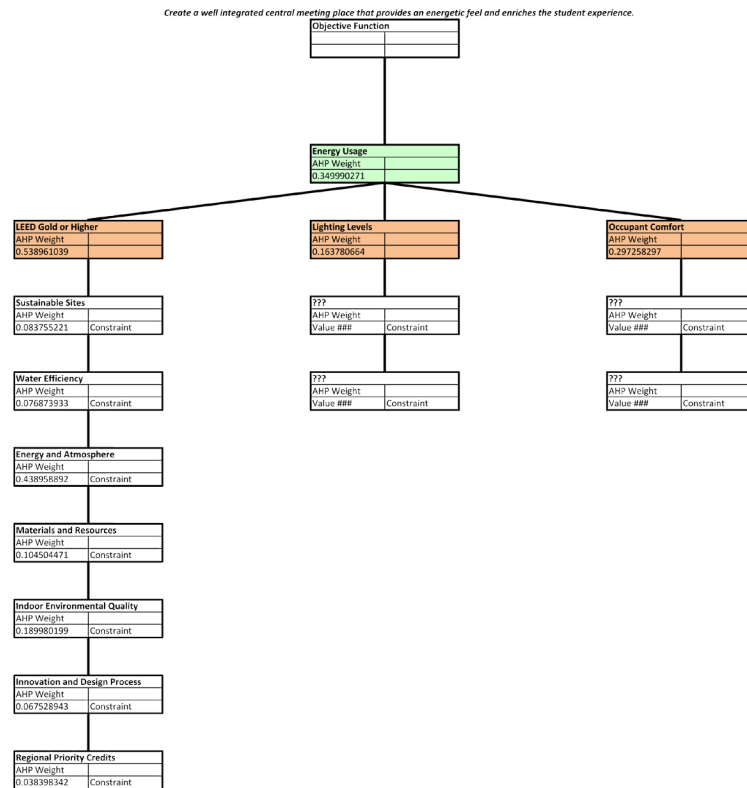 Create a well integrated central meeting place that provides an energetic feel and enriches the student experience.
Objective Function
Energy Usage
AHP Weight
0.349990271
LEED Gold or Higher
AHP Weight
0.538961039
Lighting Levels
AHP Weight
0.163780664
Occupant Comfort
AHP Weight
0.297258297
Sustainable Sites
AHP Weight
0.083755221 Constraint
???
AHP Weight
Value ### Constraint
???
AHP Weight
Value ### Constraint
Water Efficiency
AHP Weight
0.076873933 Constraint
???
AHP Weight
Value ### Constraint
???
AHP Weight
Value ### Constraint
Energy and Atmosphere
AHP Weight
0.438958892 Constraint
Materials and Resources
AHP Weight
0.104504471 Constraint
Indoor Environmental Quality
AHP Weight
0.189980199 Constraint
Innovation and Design Process
AHP Weight
0.067528943 Constraint
Regional Priority Credits
AHP Weight
0.038398342 Constraint